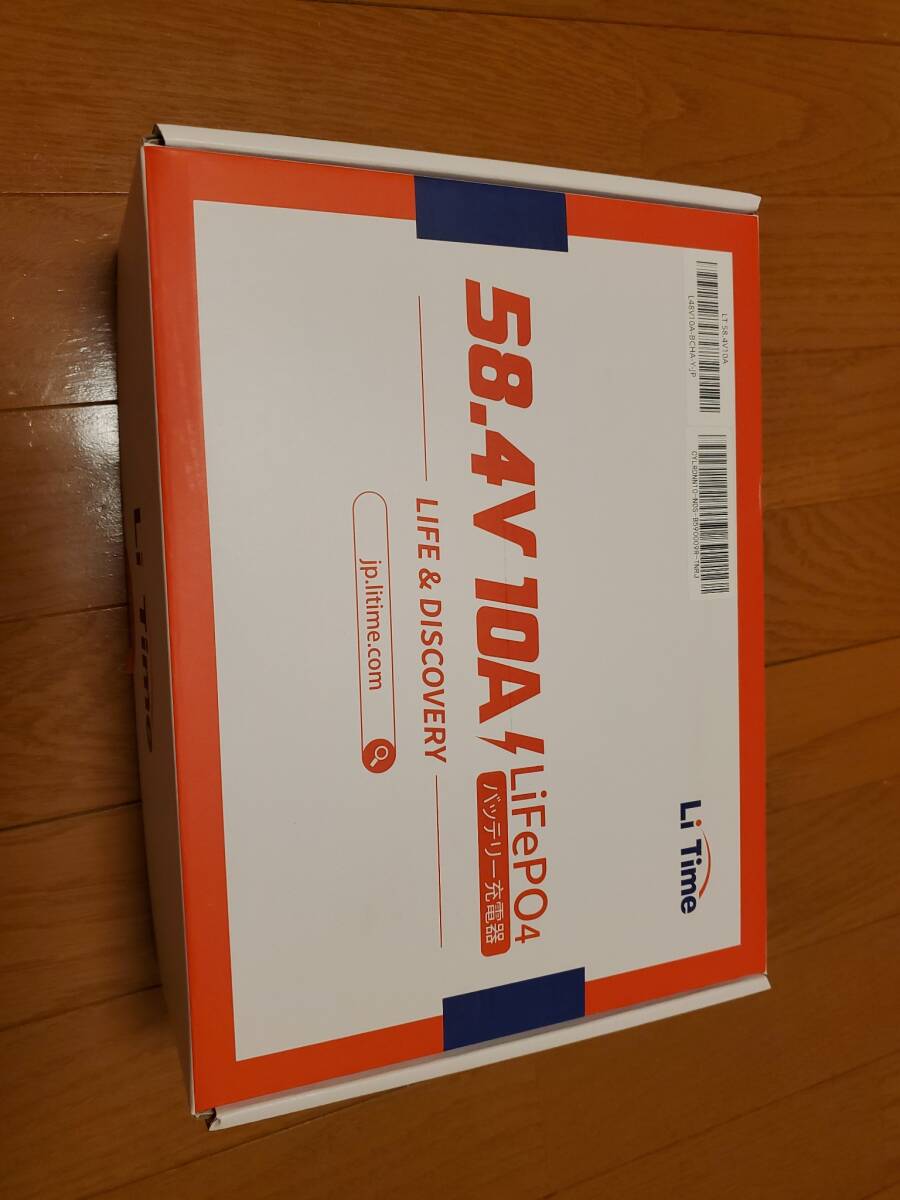 LT 58.4V10A
L48V10A-BCHA-Y-JP
Li Time
58.4V 10A
LiFePO4
バッテリー充電器
LIFE & DISCOVERY
jp.litime.com
Li Time